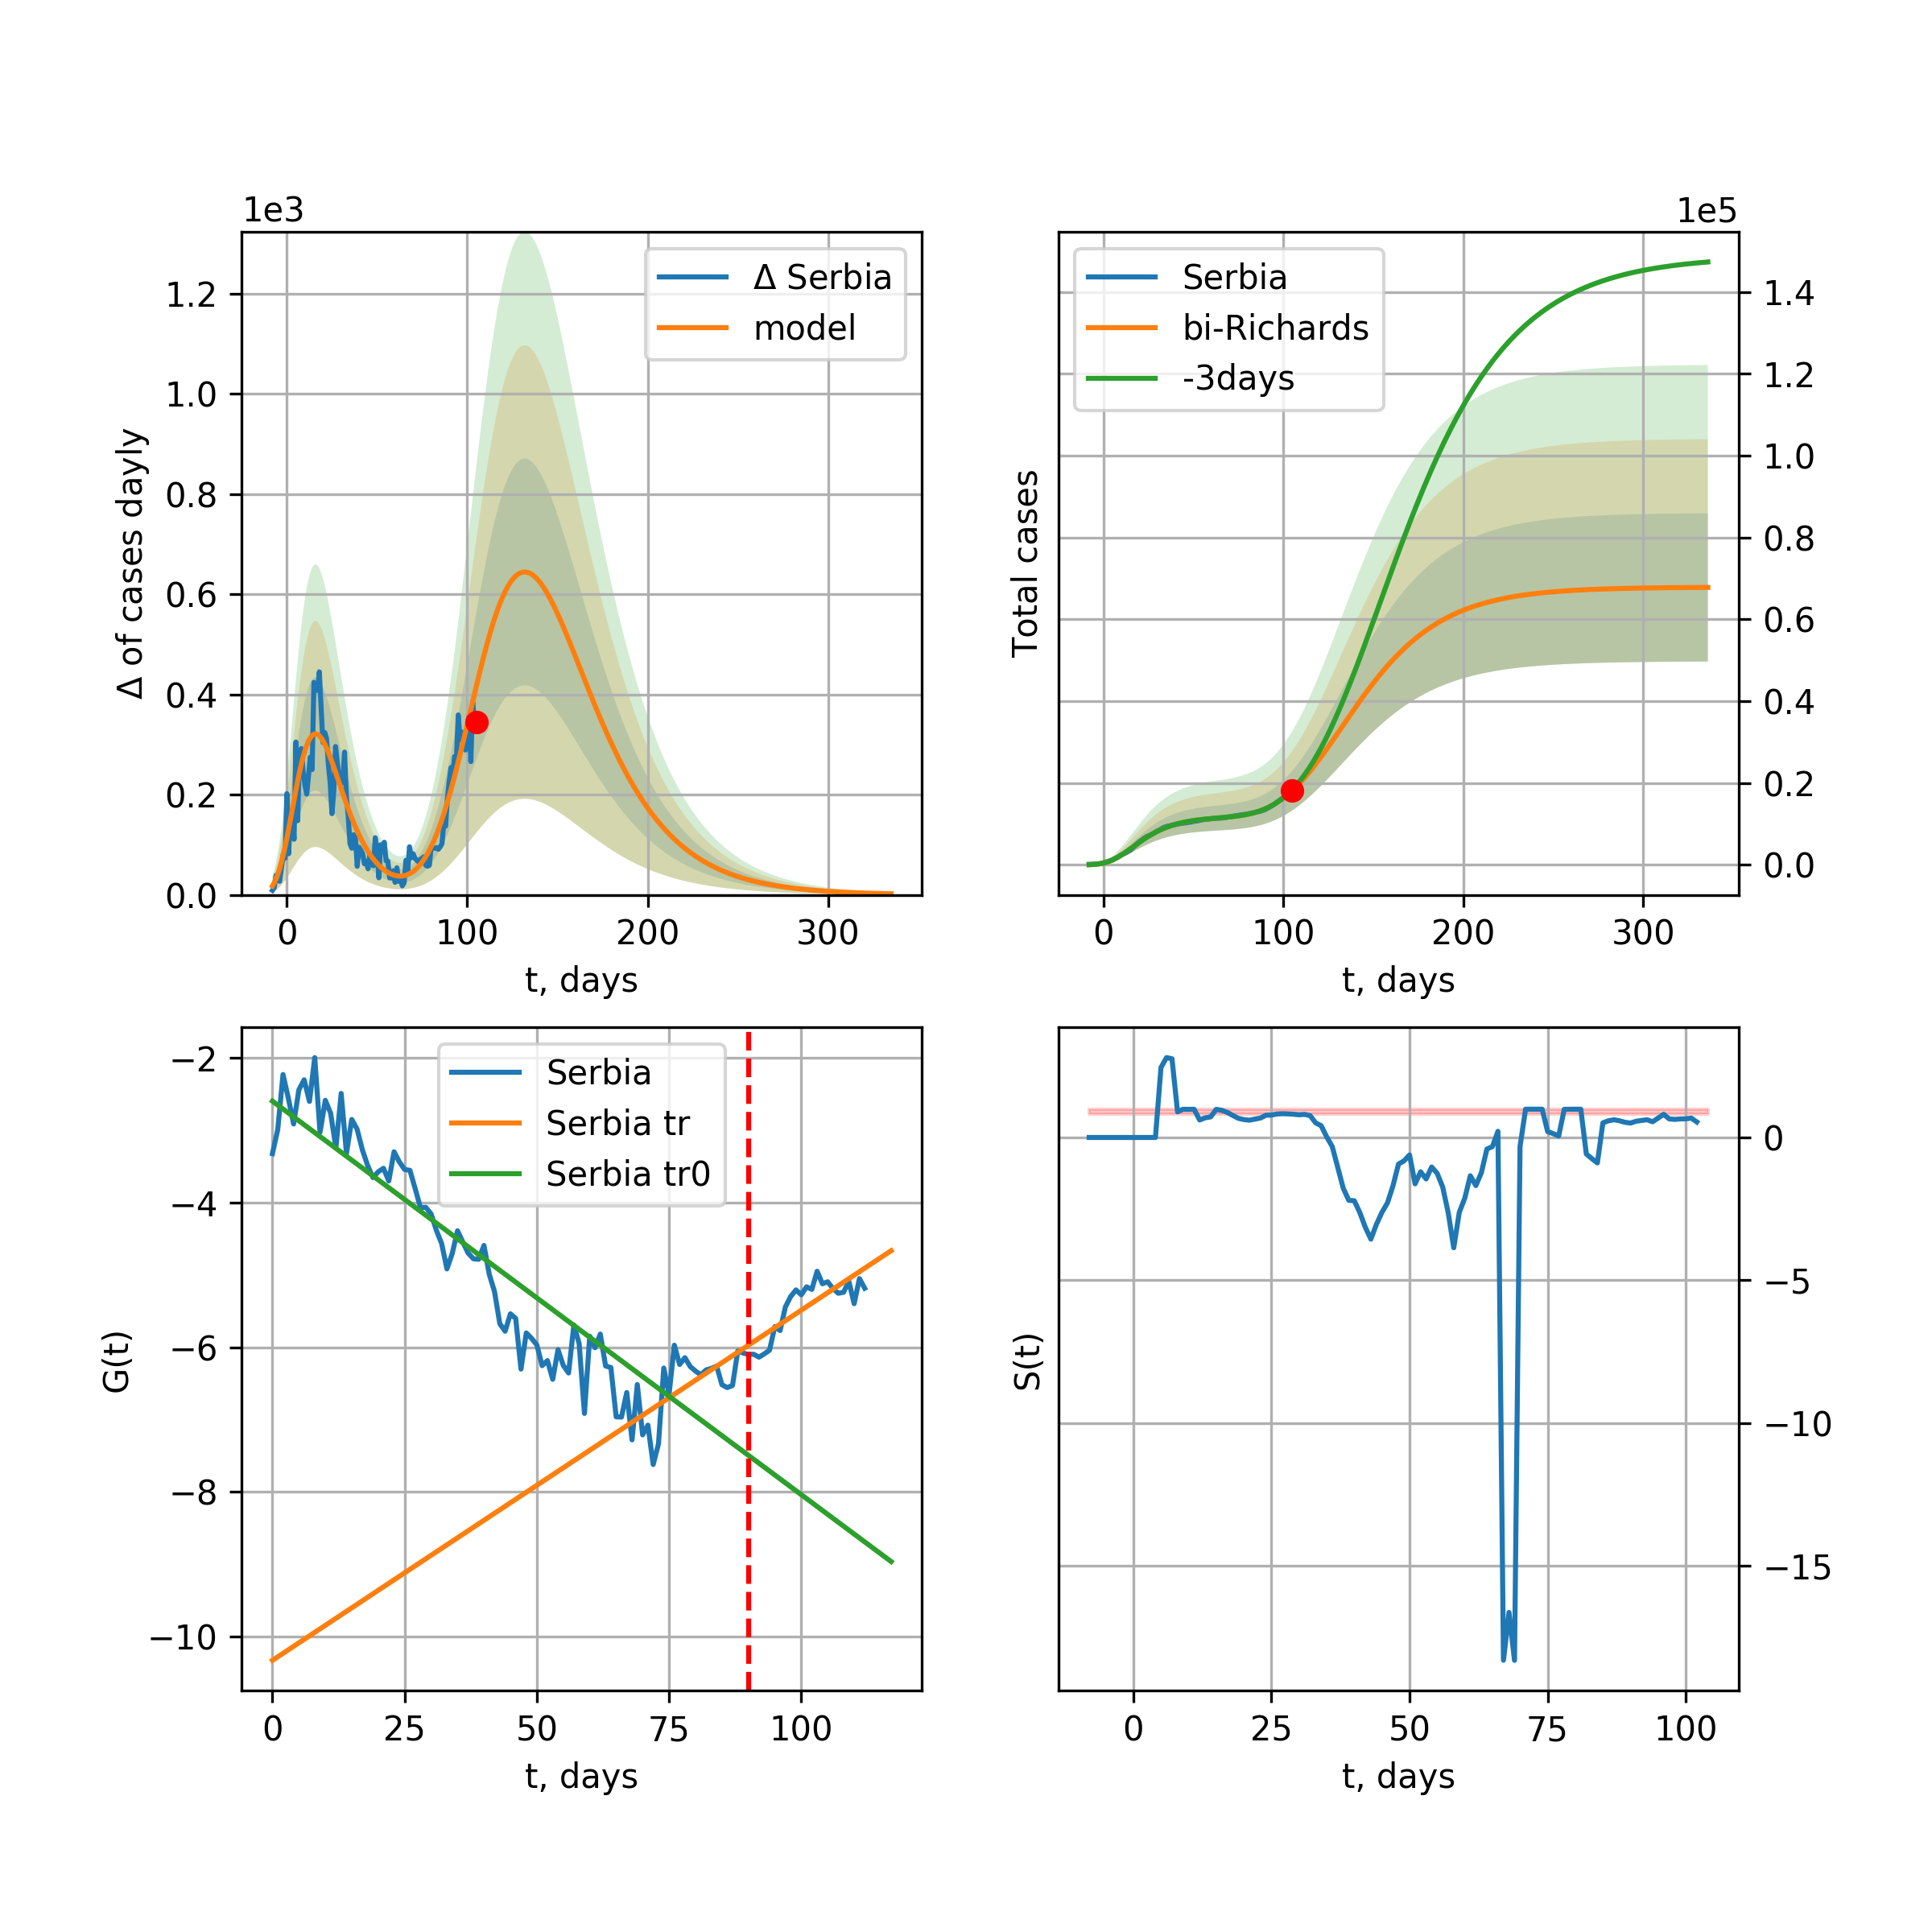 1e3
Δ of cases dayly
1.2
1.0
0.8
0.6
0.4
0.2
0.0
Δ Serbia
model
0 100 200 300
t, days
1e5
Total cases
Serbia
bi-Richards
-3days
1.4
1.2
1.0
0.8
0.6
0.4
0.2
0.0
0 100 200 300
t, days
G(t)
−2
−4
−6
−8
−10
Serbia
Serbia tr
Serbia tr0
0 25 50 75 100
t, days
S(t)
0
−5
−10
−15
0 25 50 75 100
t, days